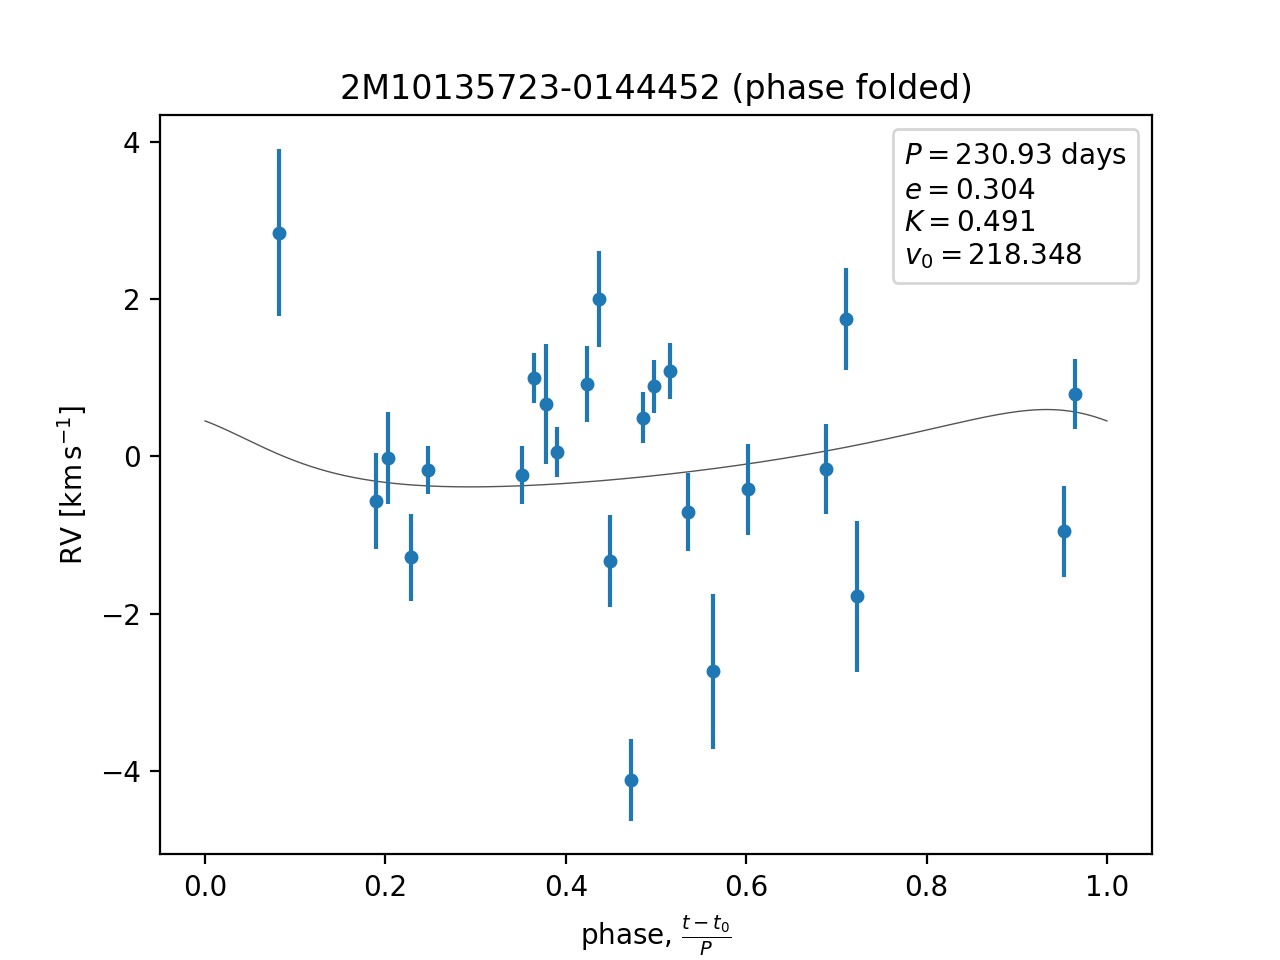 2M10135723-0144452 (phase folded)
P = 230.93 days
e = 0.304
K = 0.491
v₀ = 218.348
4
2
0
−2
−4
RV [km s⁻¹]
0.0 0.2 0.4 0.6 0.8 1.0
phase, (t − t₀)/P